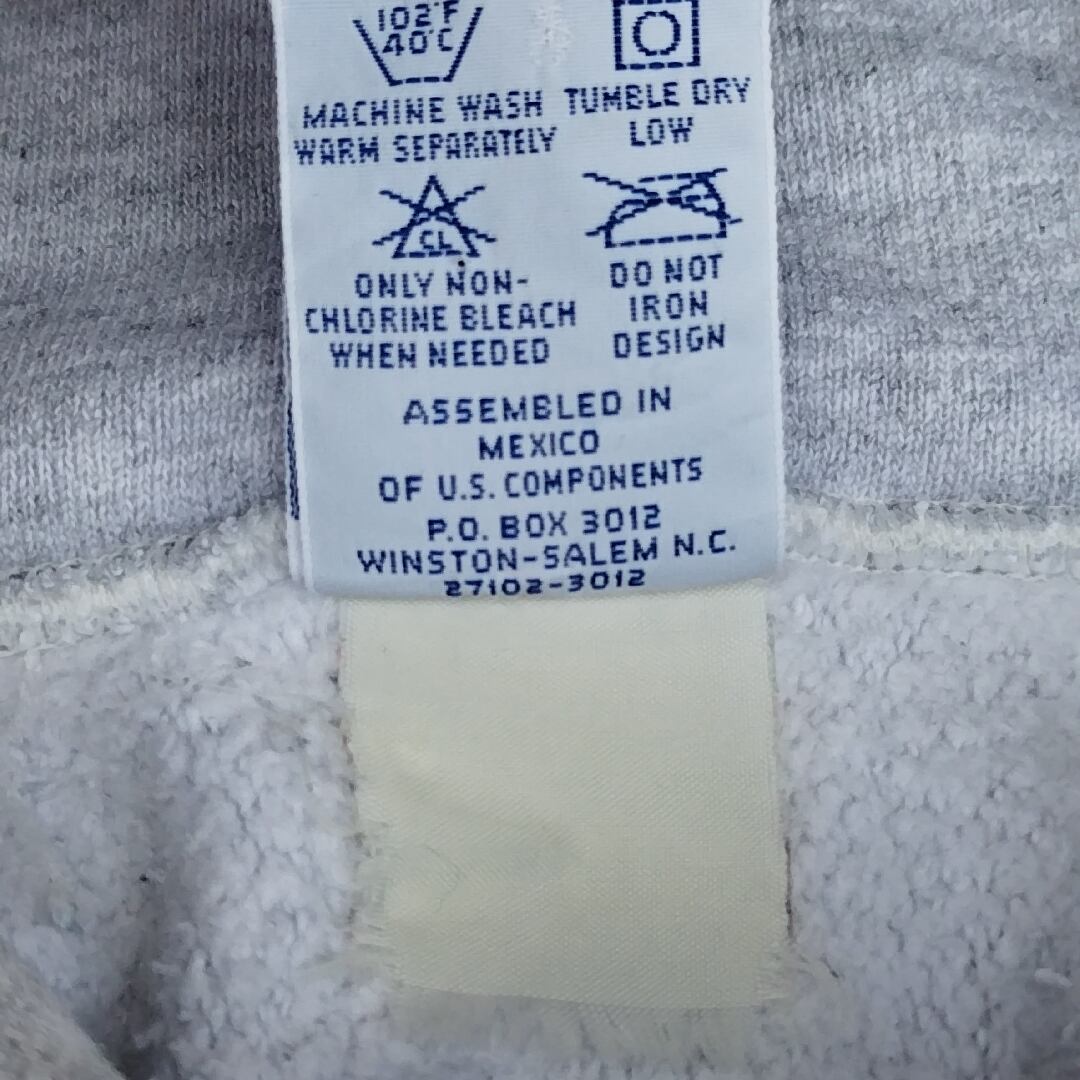 102°F
40°C
MACHINE WASH
WARM SEPARATELY
TUMBLE DRY
LOW
CL
ONLY NON-
CHLORINE BLEACH
WHEN NEEDED
DO NOT
IRON
DESIGN
ASSEMBLED IN
MEXICO
OF U.S. COMPONENTS
P.O. BOX 3012
WINSTON-SALEM N.C.
27102-3012